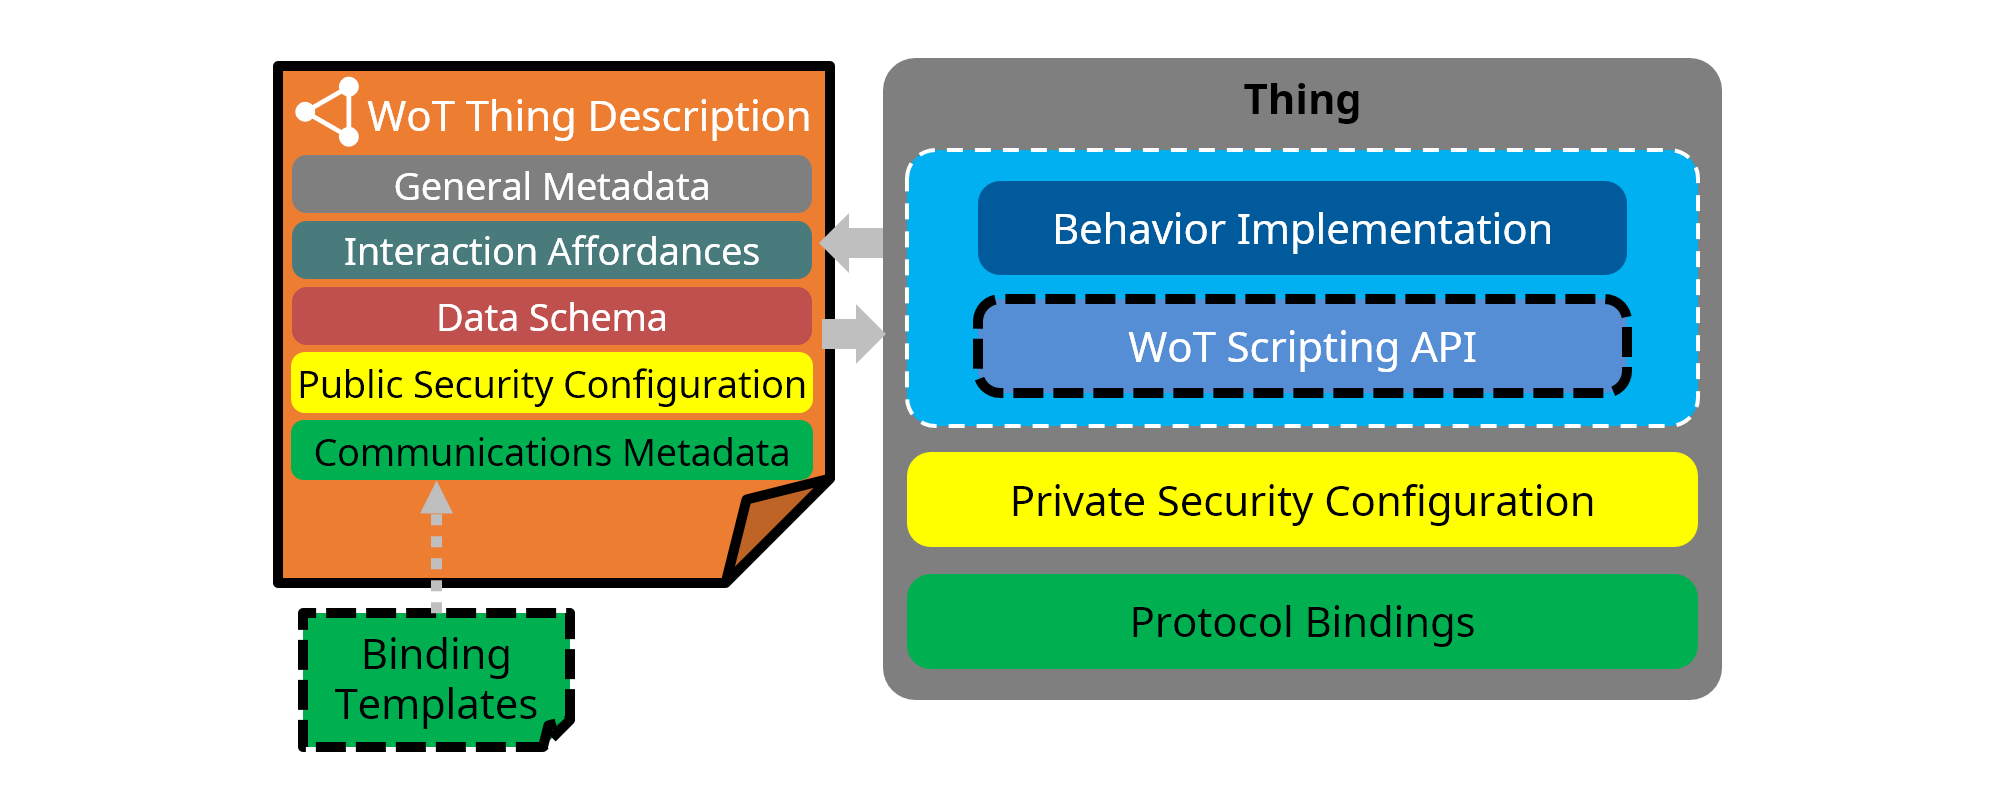 WoT Thing Description
General Metadata
Interaction Affordances
Data Schema
Public Security Configuration
Communications Metadata
Binding
Templates
Thing
Behavior Implementation
WoT Scripting API
Private Security Configuration
Protocol Bindings